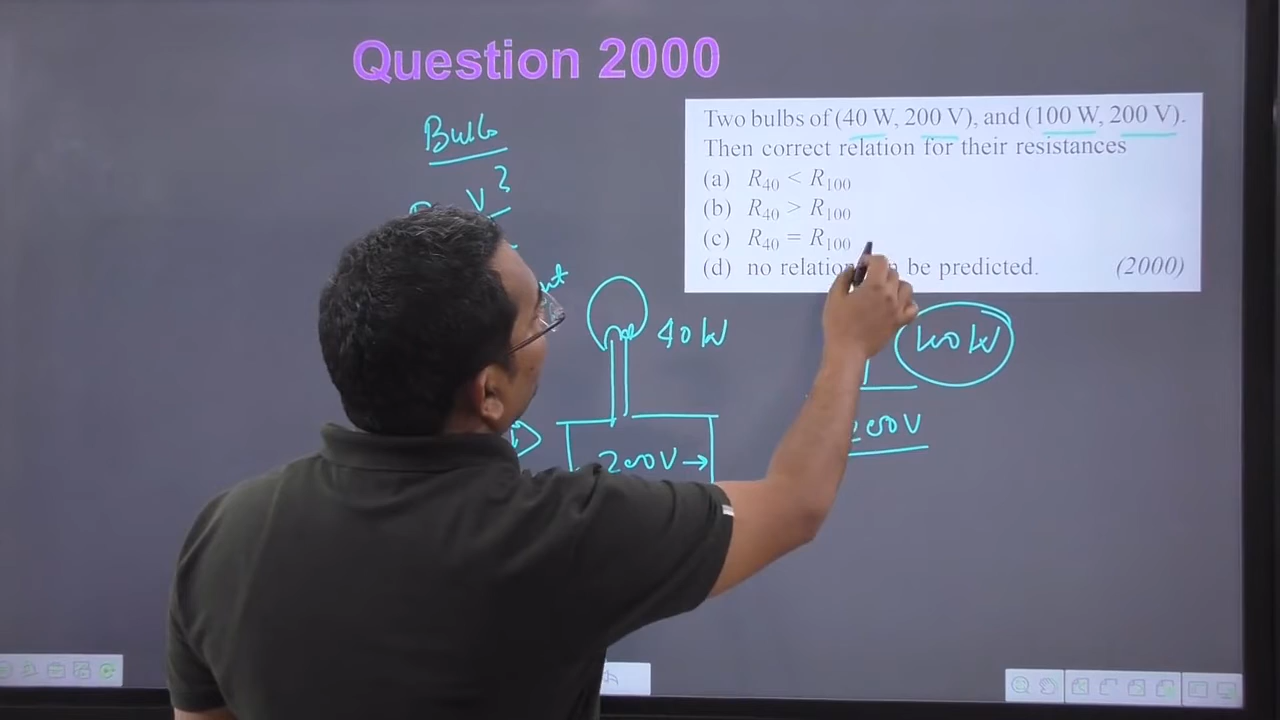 Question 2000
Two bulbs of (40 W, 200 V), and (100 W, 200 V).
Then correct relation for their resistances
(a) R₄₀ < R₁₀₀
(b) R₄₀ > R₁₀₀
(c) R₄₀ = R₁₀₀
(d) no relation be predicted. (2000)
Bulb
V²
40 W
100 W
200V →
200V